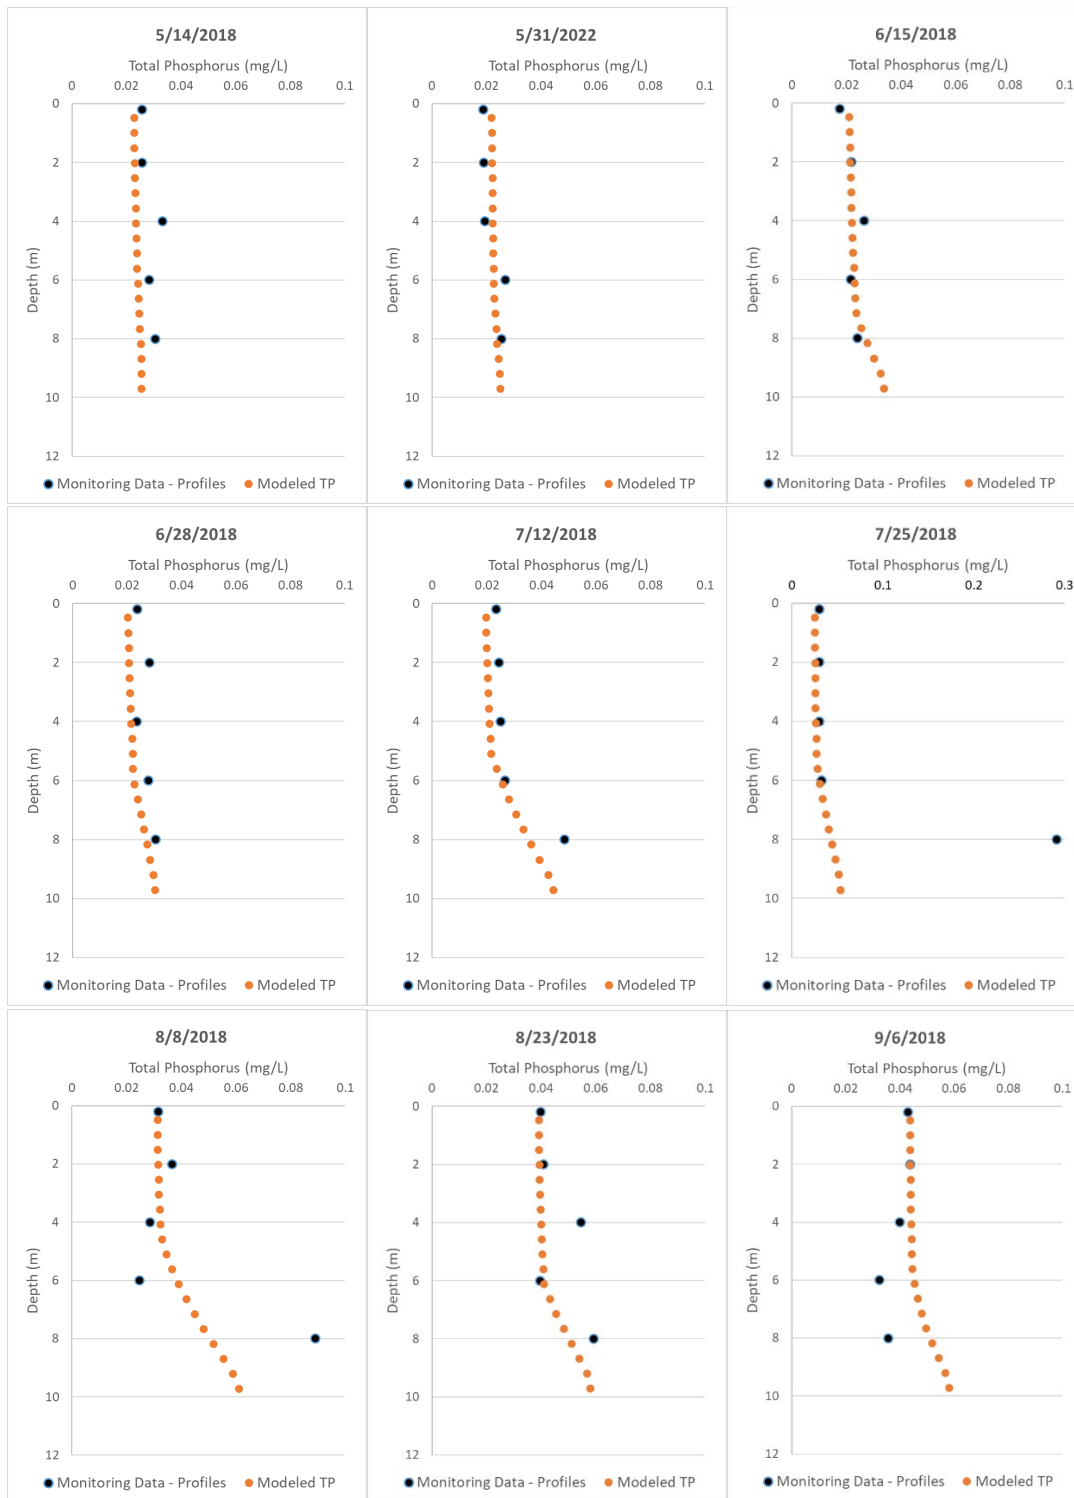 5/14/2018
Total Phosphorus (mg/L)
0 0.02 0.04 0.06 0.08 0.1
0
2
4
6
8
10
12
Depth (m)
Monitoring Data - Profiles Modeled TP
5/31/2022
Total Phosphorus (mg/L)
0 0.02 0.04 0.06 0.08 0.1
0
2
4
6
8
10
12
Depth (m)
Monitoring Data - Profiles Modeled TP
6/15/2018
Total Phosphorus (mg/L)
0 0.02 0.04 0.06 0.08 0.1
0
2
4
6
8
10
12
Depth (m)
Monitoring Data - Profiles Modeled TP
6/28/2018
Total Phosphorus (mg/L)
0 0.02 0.04 0.06 0.08 0.1
0
2
4
6
8
10
12
Depth (m)
Monitoring Data - Profiles Modeled TP
7/12/2018
Total Phosphorus (mg/L)
0 0.02 0.04 0.06 0.08 0.1
0
2
4
6
8
10
12
Depth (m)
Monitoring Data - Profiles Modeled TP
7/25/2018
Total Phosphorus (mg/L)
0 0.1 0.2 0.3
0
2
4
6
8
10
12
Depth (m)
Monitoring Data - Profiles Modeled TP
8/8/2018
Total Phosphorus (mg/L)
0 0.02 0.04 0.06 0.08 0.1
0
2
4
6
8
10
12
Depth (m)
Monitoring Data - Profiles Modeled TP
8/23/2018
Total Phosphorus (mg/L)
0 0.02 0.04 0.06 0.08 0.1
0
2
4
6
8
10
12
Depth (m)
Monitoring Data - Profiles Modeled TP
9/6/2018
Total Phosphorus (mg/L)
0 0.02 0.04 0.06 0.08 0.1
0
2
4
6
8
10
12
Depth (m)
Monitoring Data - Profiles Modeled TP